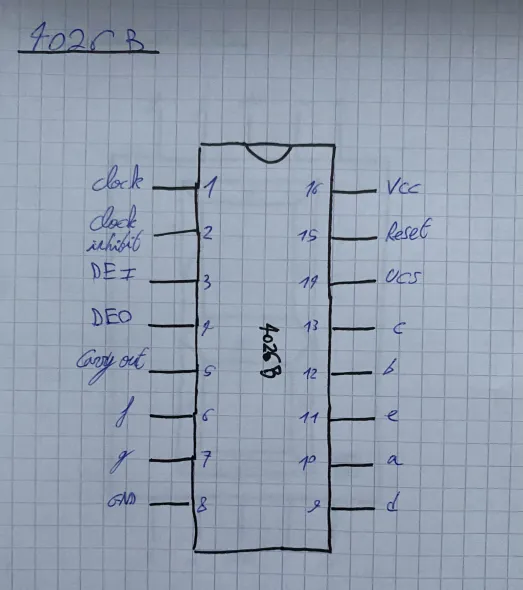 4026B
clock 1 16 Vcc
clock
inhibit 2 15 Reset
DEI 3 14 UCS
DEO 4 13 c
Carry out 5 12 b
f 6 11 e
g 7 10 a
GND 8 9 d
4026B